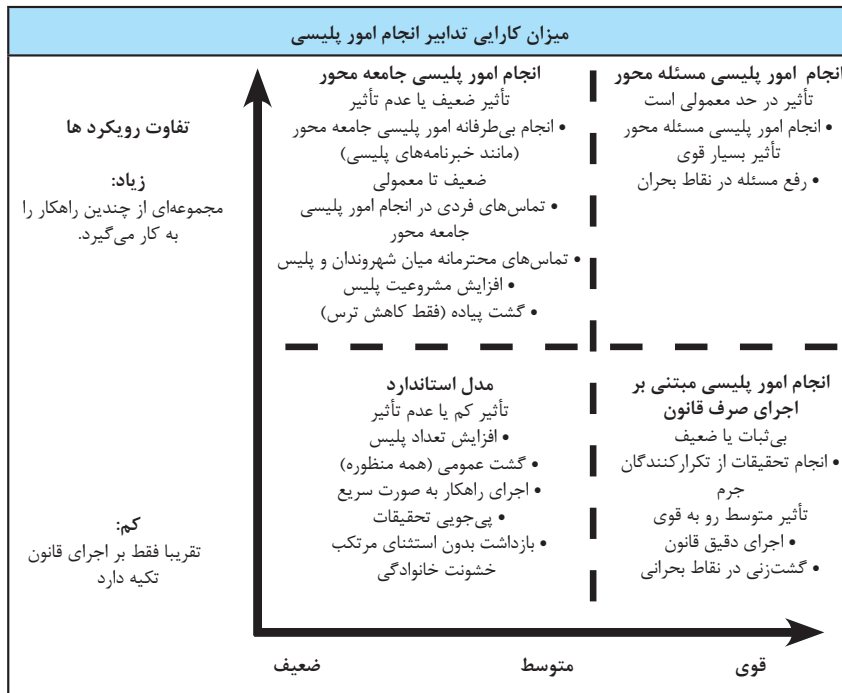 میزان کارایی تدابیر انجام امور پلیسی
انجام امور پلیسی مسئله محور
تأثیر در حد معمولی است
• انجام امور پلیسی مسئله محور
تأثیر بسیار قوی
• رفع مسئله در نقاط بحران
انجام امور پلیسی جامعه محور
تأثیر ضعیف یا عدم تأثیر
• انجام بی‌طرفانه امور پلیسی جامعه محور
(مانند خبرنامه‌های پلیسی)
ضعیف تا معمولی
• تماس‌های فردی در انجام امور پلیسی
جامعه محور
• تماس‌های محترمانه میان شهروندان و پلیس
• افزایش مشروعیت پلیس
• گشت پیاده (فقط کاهش ترس)
تفاوت رویکرد ها
زیاد:
مجموعه‌ای از چندین راهکار را
به کار می‌گیرد.
انجام امور پلیسی مبتنی بر
اجرای صرف قانون
بی‌ثبات یا ضعیف
• انجام تحقیقات از تکرارکنندگان
جرم
تأثیر متوسط رو به قوی
• اجرای دقیق قانون
• گشت‌زنی در نقاط بحرانی
مدل استاندارد
تأثیر کم یا عدم تأثیر
• افزایش تعداد پلیس
• گشت عمومی (همه منظوره)
• اجرای راهکار به صورت سریع
• پی‌جویی تحقیقات
• بازداشت بدون استثنای مرتکب
خشونت خانوادگی
کم:
تقریبا فقط بر اجرای قانون
تکیه دارد
قوی
متوسط
ضعیف